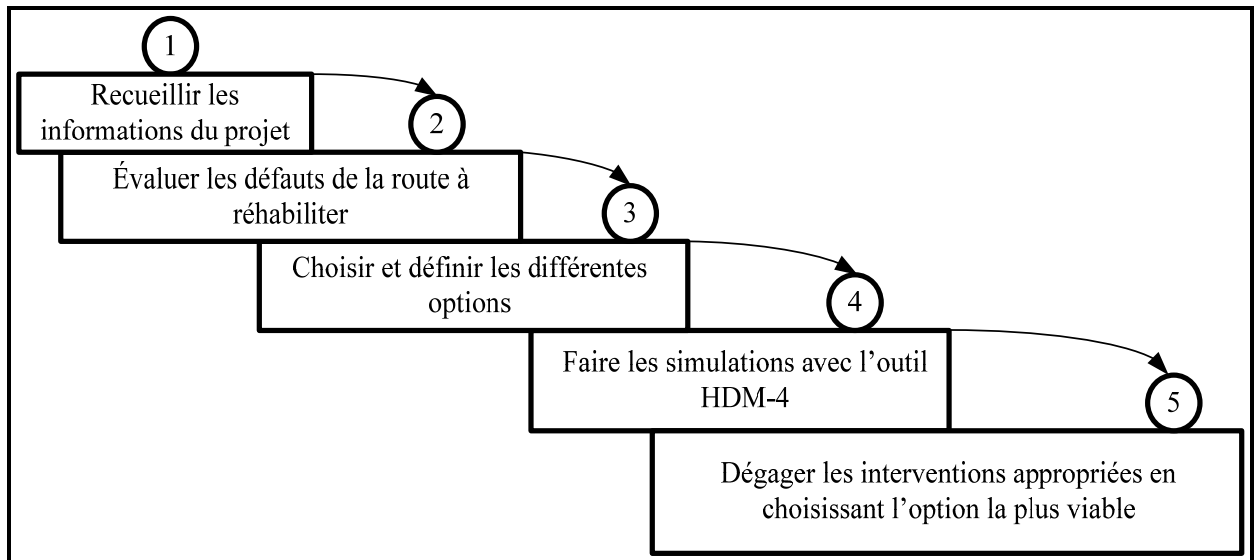 1
Recueillir les
informations du projet
2
Évaluer les défauts de la route à
réhabiliter
3
Choisir et définir les différentes
options
4
Faire les simulations avec l’outil
HDM-4
5
Dégager les interventions appropriées en
choisissant l’option la plus viable